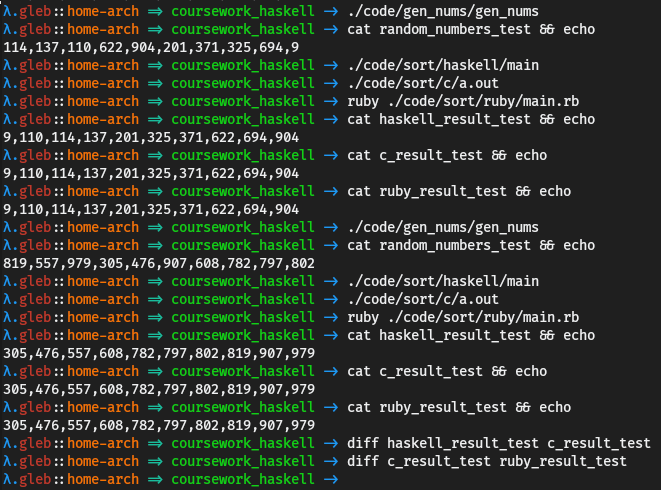 λ.gleb::home-arch ⇒ coursework_haskell → ./code/gen_nums/gen_nums
λ.gleb::home-arch ⇒ coursework_haskell → cat random_numbers_test && echo
114,137,110,622,904,201,371,325,694,9
λ.gleb::home-arch ⇒ coursework_haskell → ./code/sort/haskell/main
λ.gleb::home-arch ⇒ coursework_haskell → ./code/sort/c/a.out
λ.gleb::home-arch ⇒ coursework_haskell → ruby ./code/sort/ruby/main.rb
λ.gleb::home-arch ⇒ coursework_haskell → cat haskell_result_test && echo
9,110,114,137,201,325,371,622,694,904
λ.gleb::home-arch ⇒ coursework_haskell → cat c_result_test && echo
9,110,114,137,201,325,371,622,694,904
λ.gleb::home-arch ⇒ coursework_haskell → cat ruby_result_test && echo
9,110,114,137,201,325,371,622,694,904
λ.gleb::home-arch ⇒ coursework_haskell → ./code/gen_nums/gen_nums
λ.gleb::home-arch ⇒ coursework_haskell → cat random_numbers_test && echo
819,557,979,305,476,907,608,782,797,802
λ.gleb::home-arch ⇒ coursework_haskell → ./code/sort/haskell/main
λ.gleb::home-arch ⇒ coursework_haskell → ./code/sort/c/a.out
λ.gleb::home-arch ⇒ coursework_haskell → ruby ./code/sort/ruby/main.rb
λ.gleb::home-arch ⇒ coursework_haskell → cat haskell_result_test && echo
305,476,557,608,782,797,802,819,907,979
λ.gleb::home-arch ⇒ coursework_haskell → cat c_result_test && echo
305,476,557,608,782,797,802,819,907,979
λ.gleb::home-arch ⇒ coursework_haskell → cat ruby_result_test && echo
305,476,557,608,782,797,802,819,907,979
λ.gleb::home-arch ⇒ coursework_haskell → diff haskell_result_test c_result_test
λ.gleb::home-arch ⇒ coursework_haskell → diff c_result_test ruby_result_test
λ.gleb::home-arch ⇒ coursework_haskell →